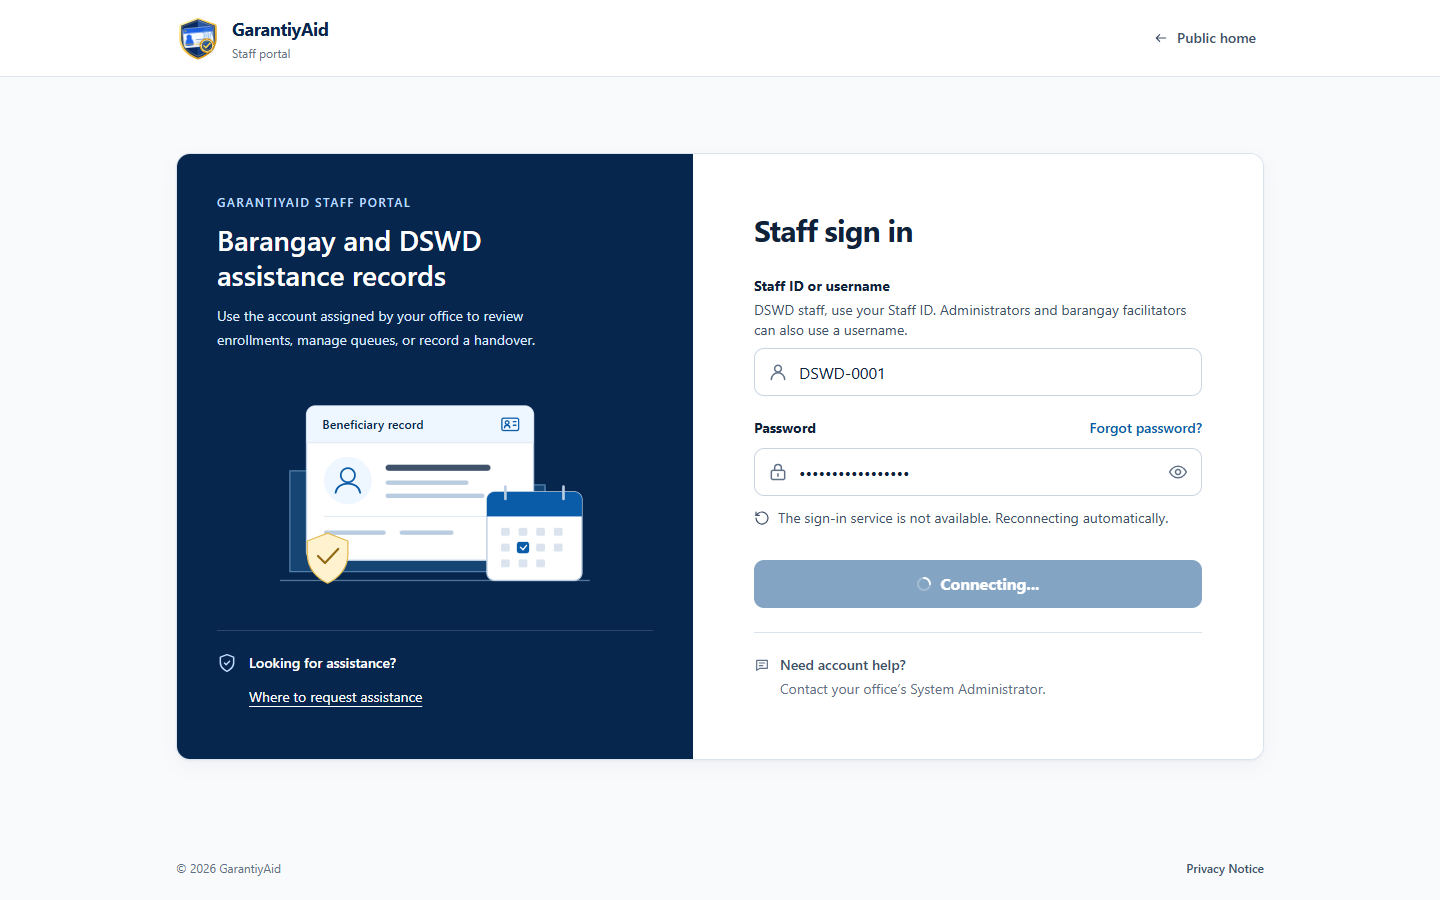 GarantiyAid
Staff portal
← Public home
GARANTIYAID STAFF PORTAL
Barangay and DSWD
assistance records
Use the account assigned by your office to review
enrollments, manage queues, or record a handover.
Beneficiary record
Looking for assistance?
Where to request assistance
Staff sign in
Staff ID or username
DSWD staff, use your Staff ID. Administrators and barangay facilitators
can also use a username.
DSWD-0001
Password
Forgot password?
•••••••••••••••••
The sign-in service is not available. Reconnecting automatically.
Connecting...
Need account help?
Contact your office’s System Administrator.
© 2026 GarantiyAid
Privacy Notice